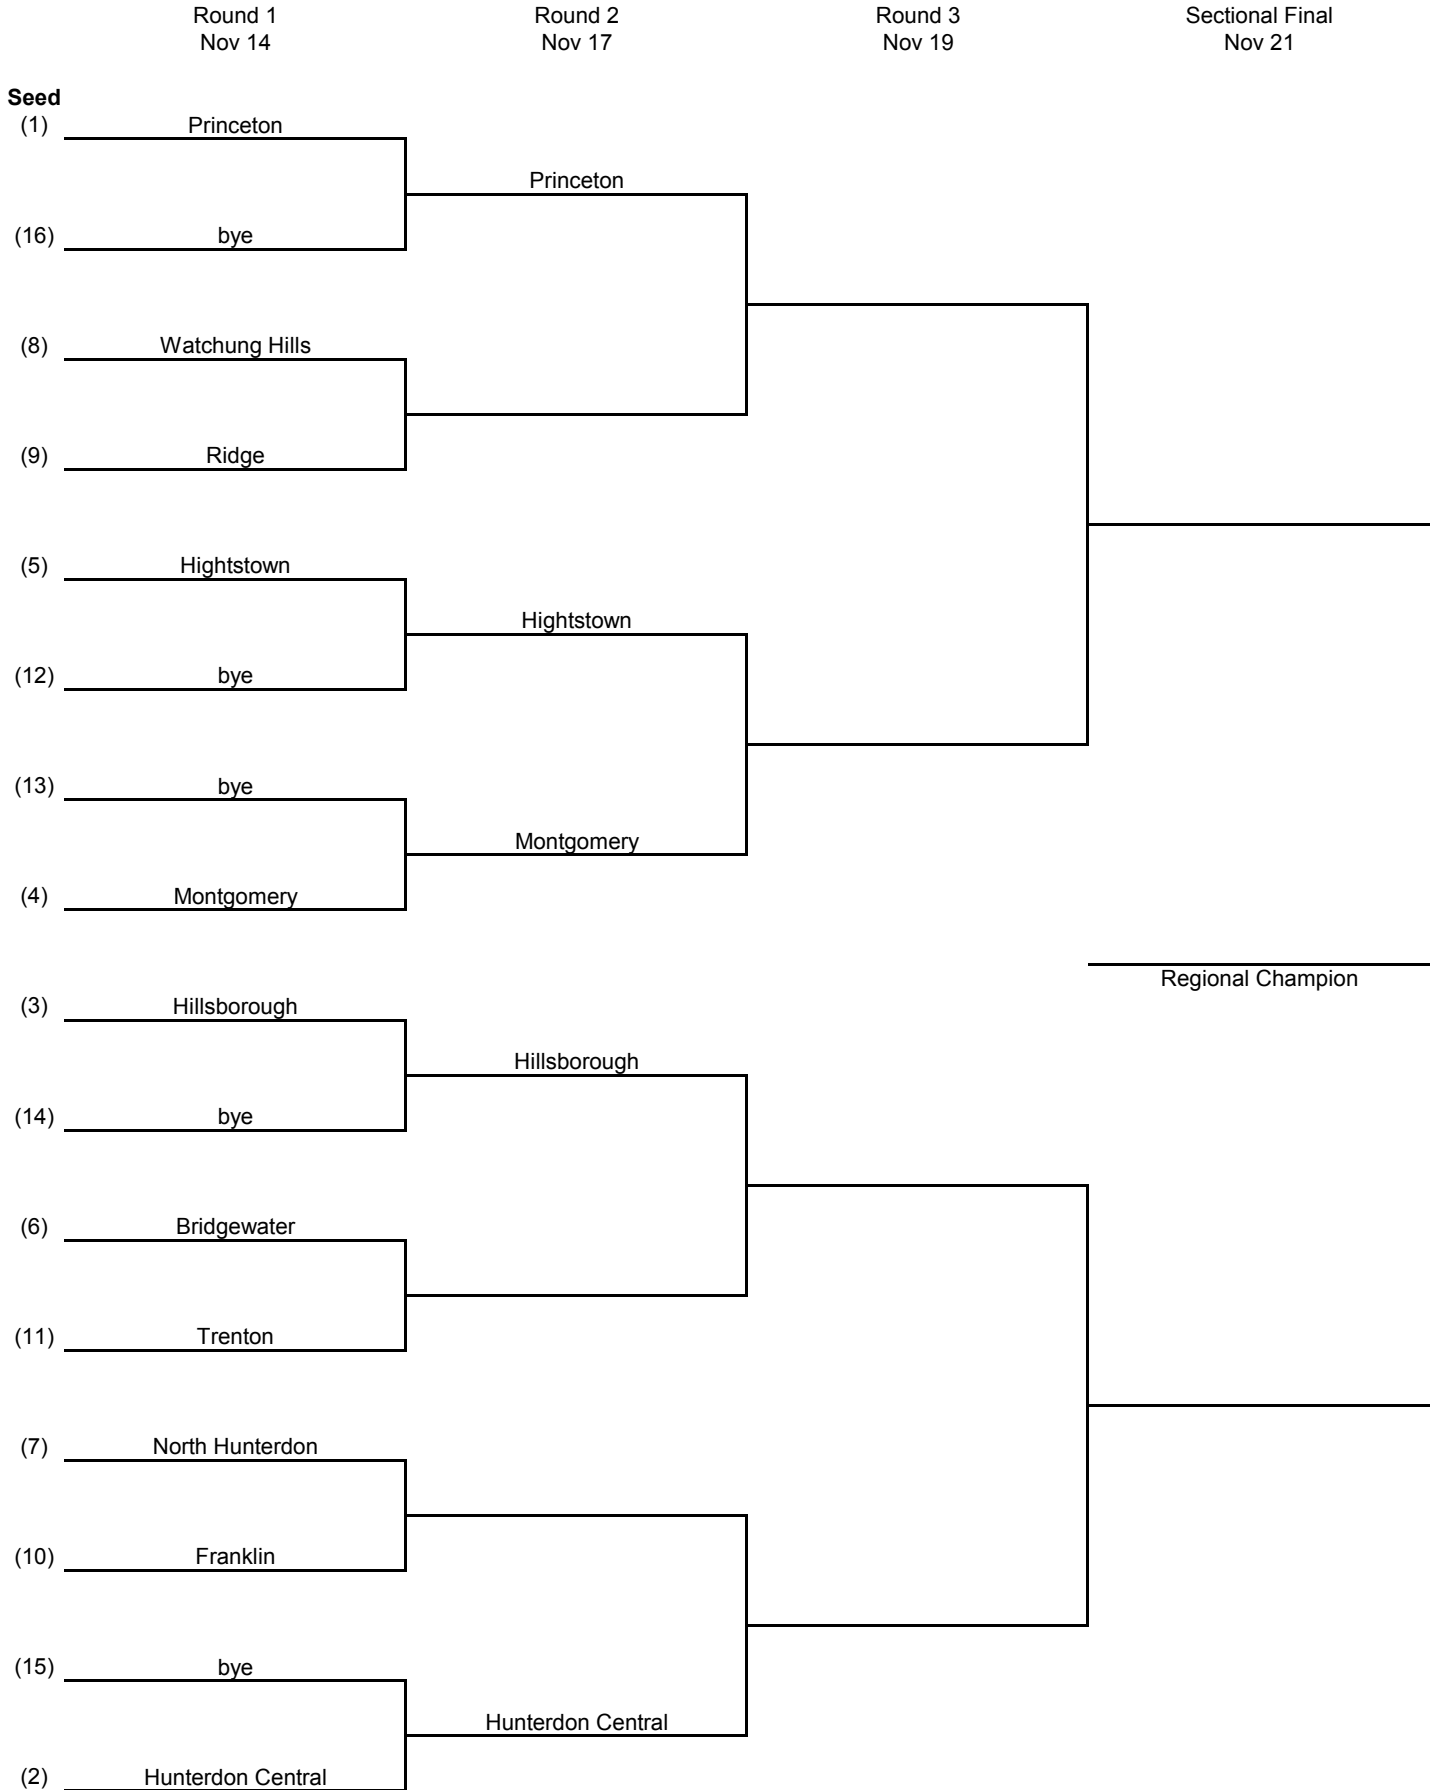 Round 1 Round 2 Round 3 Sectional Final
Nov 14 Nov 17 Nov 19 Nov 21
Seed
(1) Princeton
Princeton
(16) bye
(8) Watchung Hills
(9) Ridge
(5) Hightstown
Hightstown
(12) bye
(13) bye
Montgomery
(4) Montgomery
Regional Champion
(3) Hillsborough
Hillsborough
(14) bye
(6) Bridgewater
(11) Trenton
(7) North Hunterdon
(10) Franklin
(15) bye
Hunterdon Central
(2) Hunterdon Central